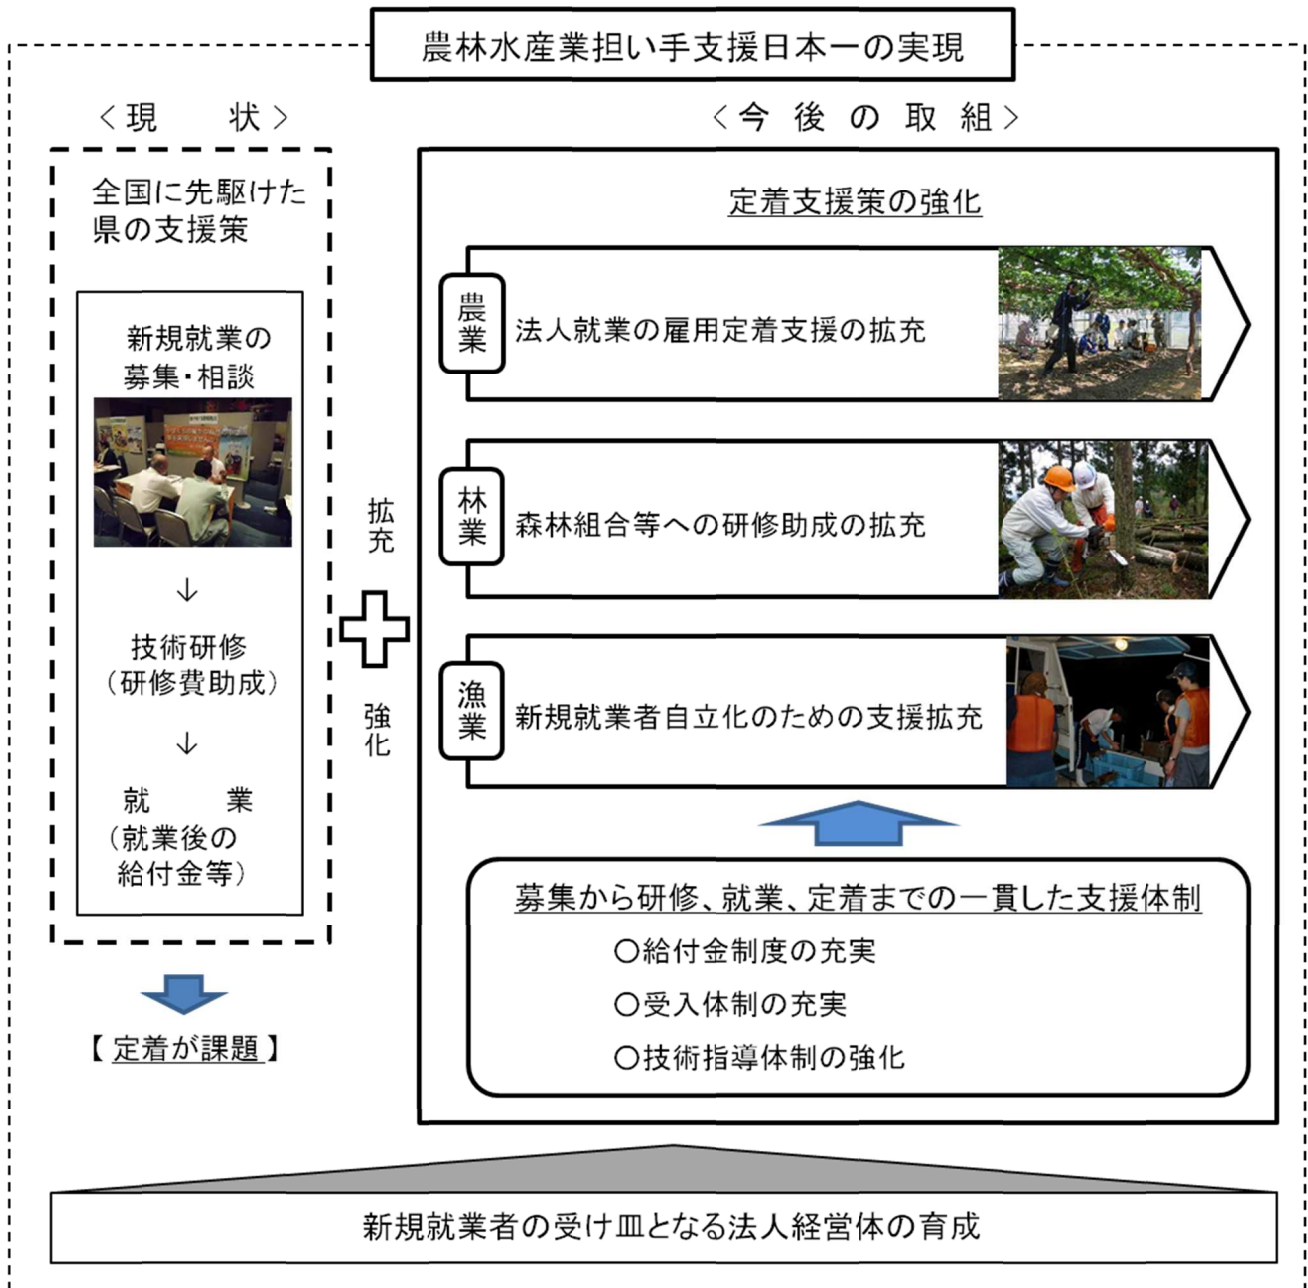 農林水産業担い手支援日本一の実現
＜現　　状＞
全国に先駆けた
県の支援策
新規就業の
募集・相談
↓
技術研修
（研修費助成）
↓
就　　業
（就業後の
給付金等）
【定着が課題】
拡充
強化
＜今後の取組＞
定着支援策の強化
農業
法人就業の雇用定着支援の拡充
林業
森林組合等への研修助成の拡充
漁業
新規就業者自立化のための支援拡充
募集から研修、就業、定着までの一貫した支援体制
○給付金制度の充実
○受入体制の充実
○技術指導体制の強化
新規就業者の受け皿となる法人経営体の育成